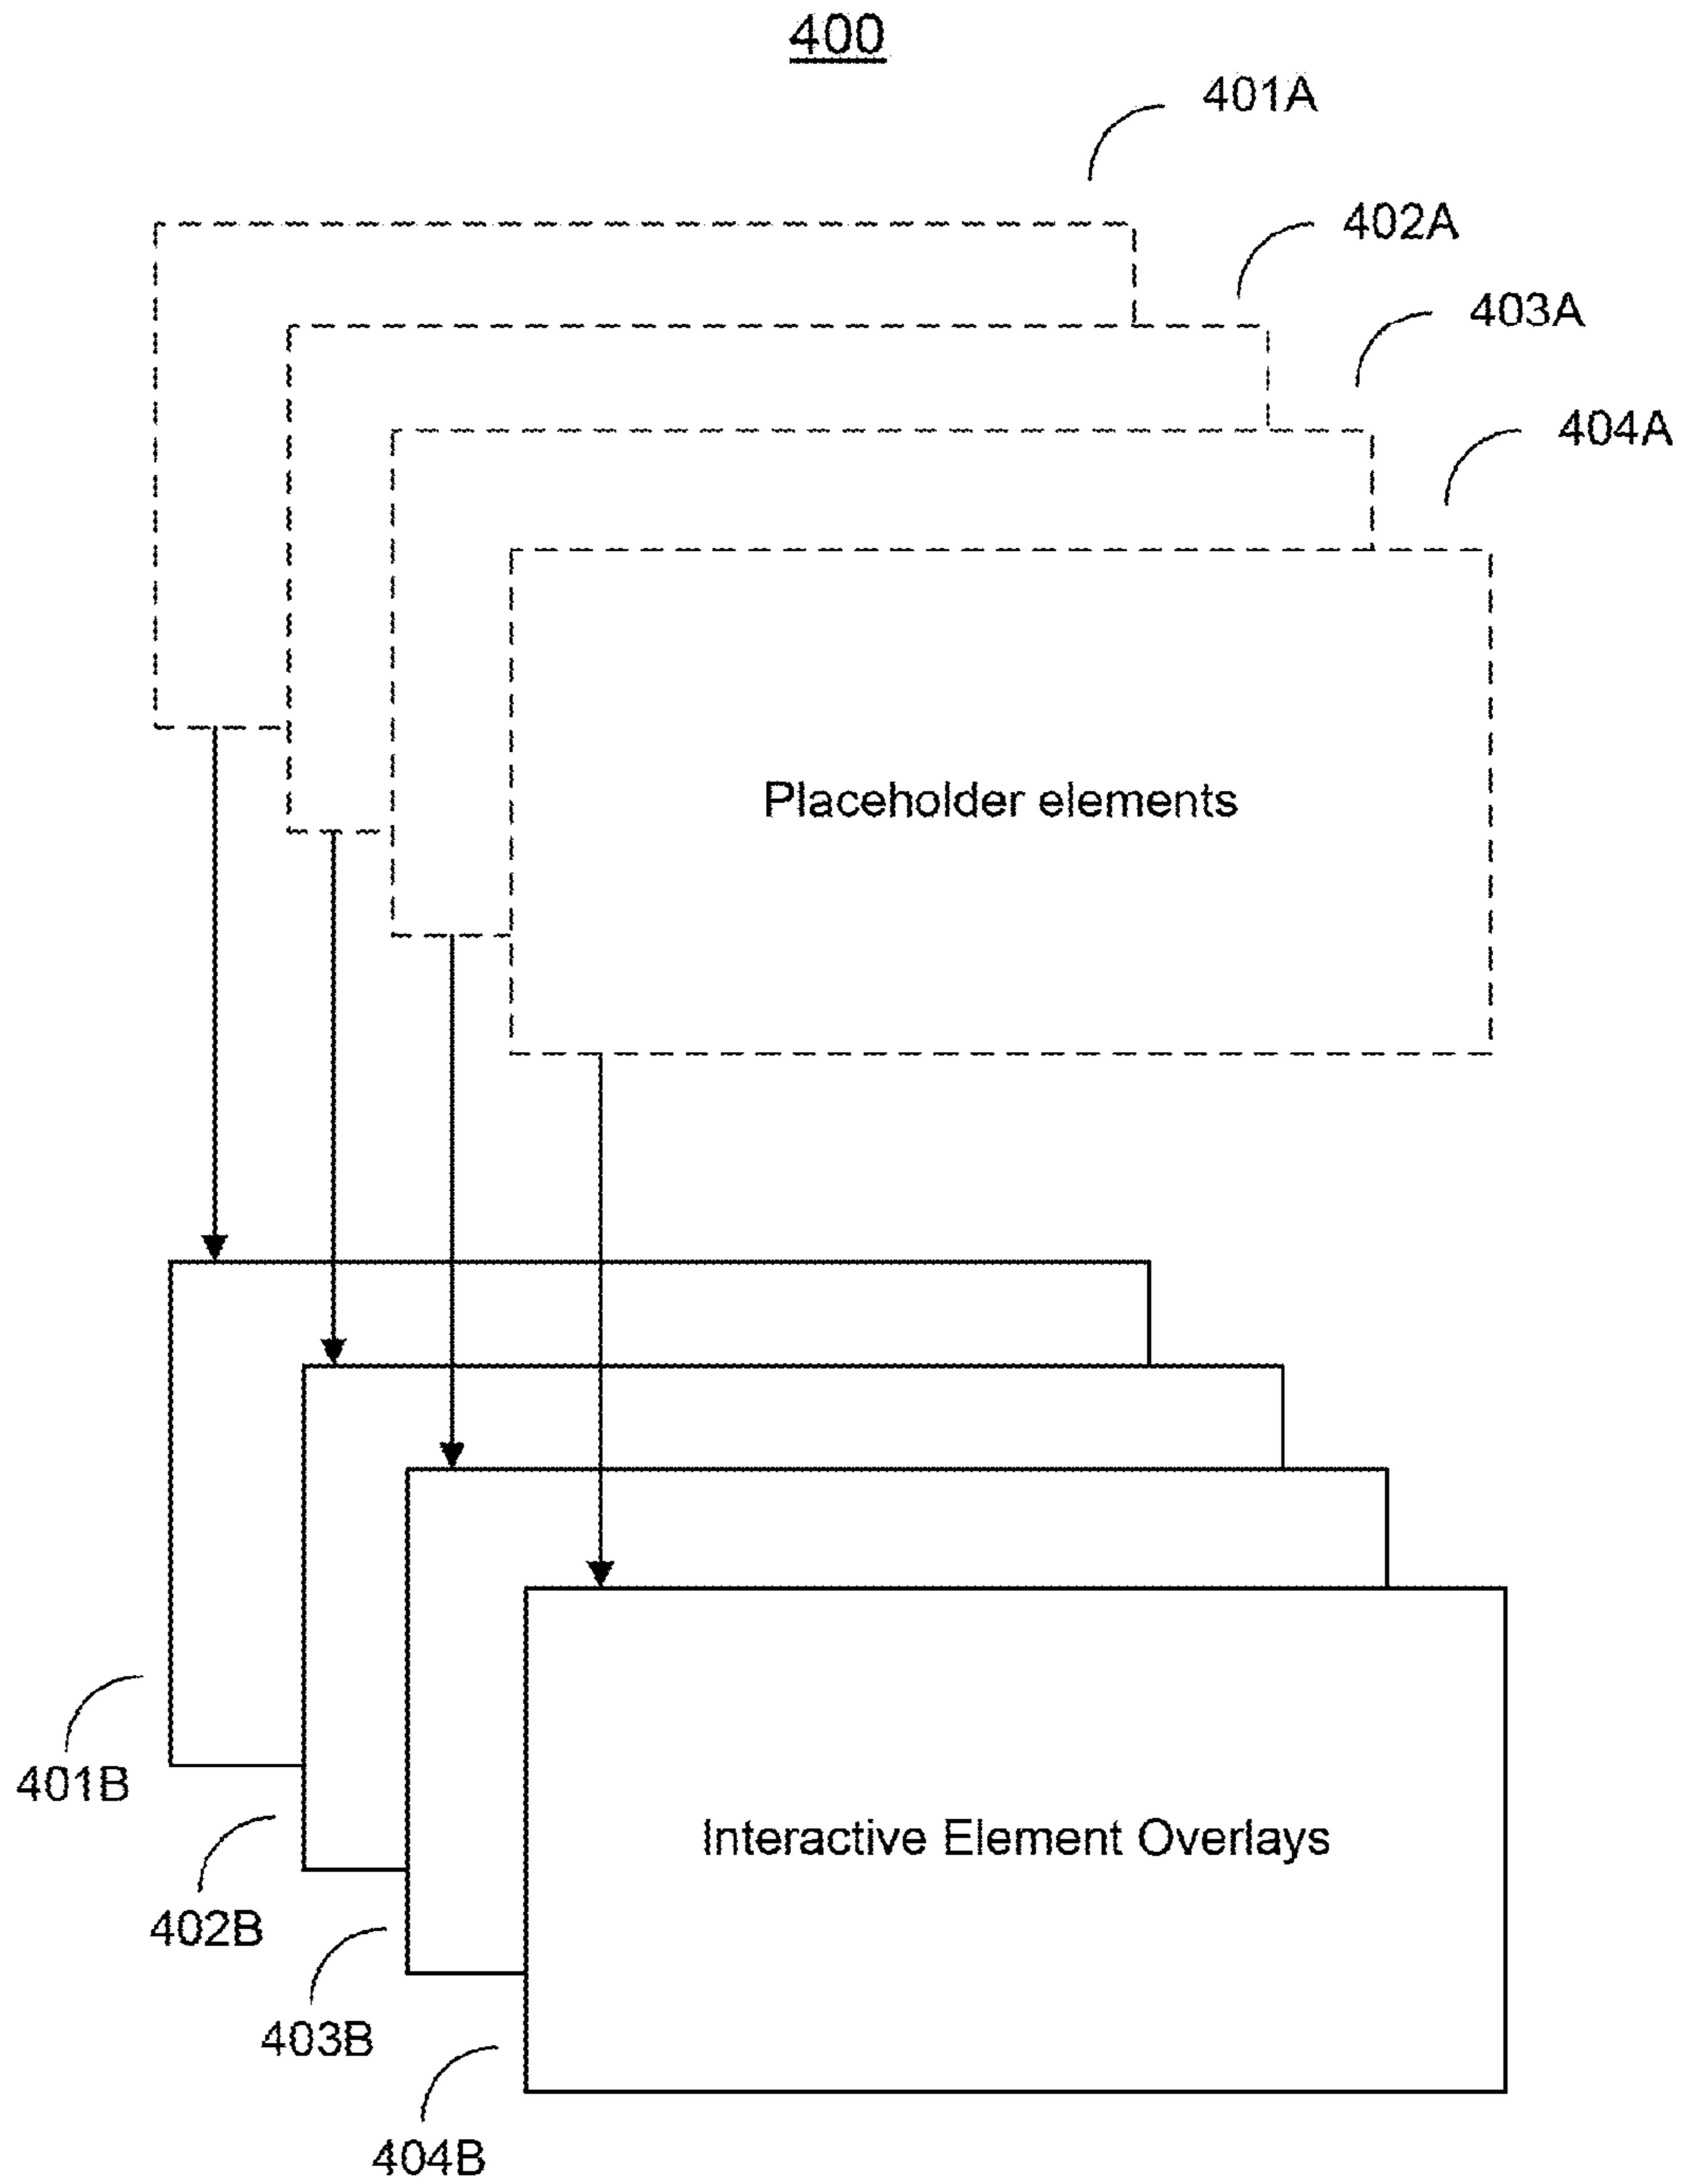 400
401A
402A
403A
404A
Placeholder elements
401B
Interactive Element Overlays
402B
403B
404B